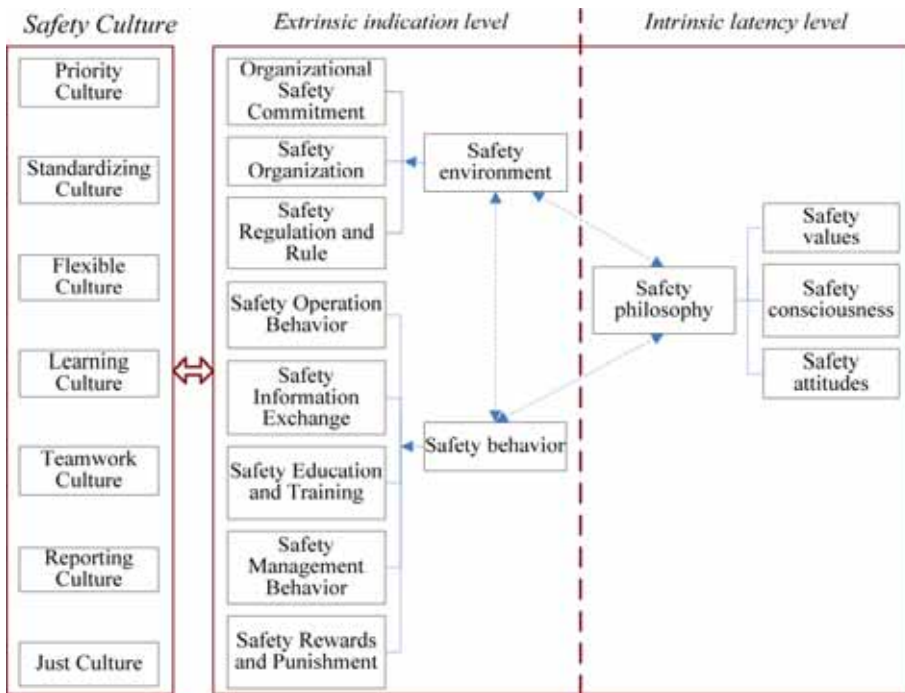 Safety Culture
Extrinsic indication level
Intrinsic latency level
Priority
Culture
Standardizing
Culture
Flexible
Culture
Learning
Culture
Teamwork
Culture
Reporting
Culture
Just Culture
Organizational
Safety
Commitment
Safety
Organization
Safety
Regulation and
Rule
Safety Operation
Behavior
Safety
Information
Exchange
Safety Education
and Training
Safety
Management
Behavior
Safety Rewards
and Punishment
Safety
environment
Safety behavior
Safety
philosophy
Safety
values
Safety
consciousness
Safety
attitudes